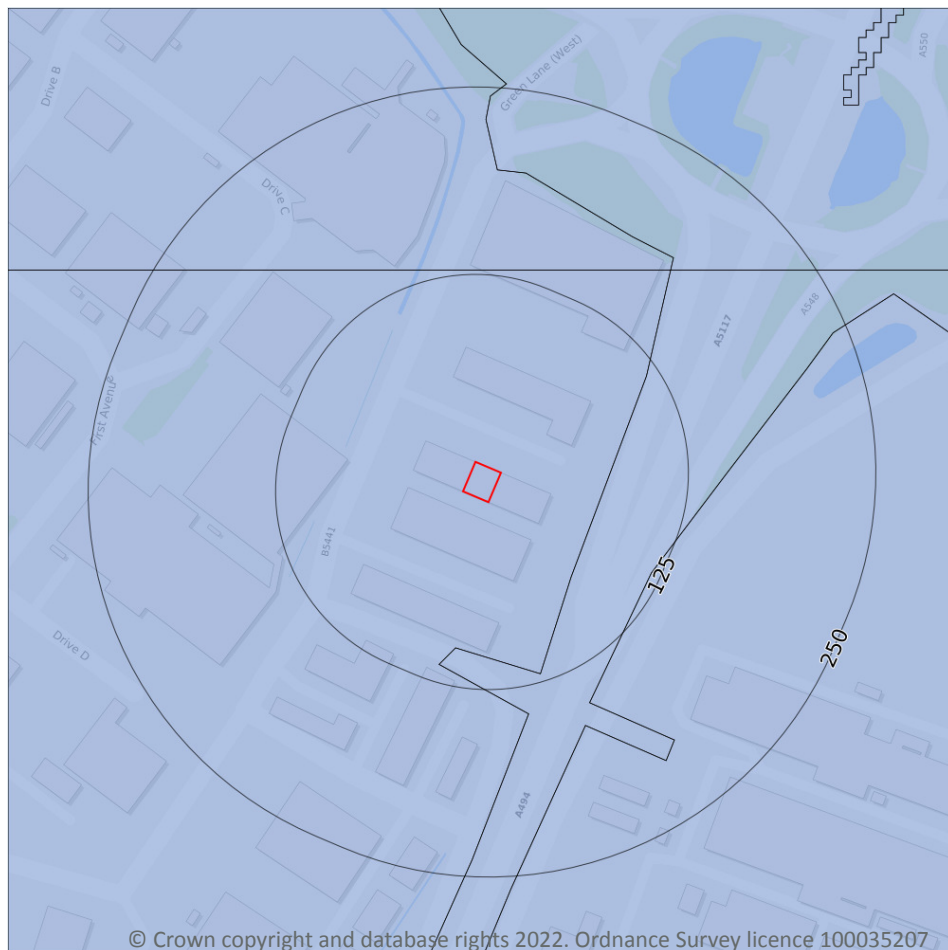 A550
Drive B
Green Lane (West)
Drive C
A548
A5117
First Avenue
B5441
125
Drive D
250
A494
© Crown copyright and database rights 2022. Ordnance Survey licence 100035207